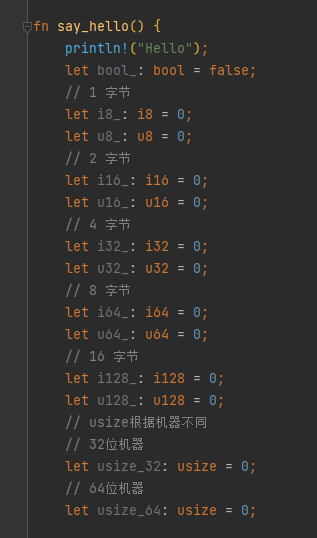 fn say_hello() {
    println!("Hello");
    let bool_: bool = false;
    // 1 字节
    let i8_: i8 = 0;
    let u8_: u8 = 0;
    // 2 字节
    let i16_: i16 = 0;
    let u16_: u16 = 0;
    // 4 字节
    let i32_: i32 = 0;
    let u32_: u32 = 0;
    // 8 字节
    let i64_: i64 = 0;
    let u64_: u64 = 0;
    // 16 字节
    let i128_: i128 = 0;
    let u128_: u128 = 0;
    // usize根据机器不同
    // 32位机器
    let usize_32: usize = 0;
    // 64位机器
    let usize_64: usize = 0;